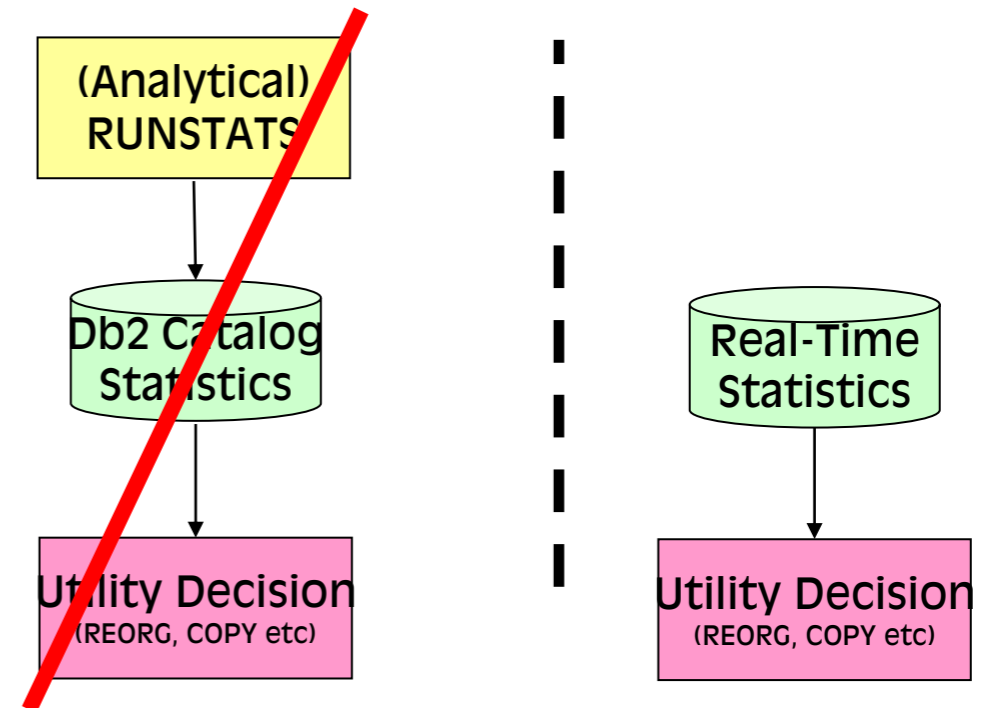 (Analytical)
RUNSTATS
Db2 Catalog
Statistics
Utility Decision
(REORG, COPY etc)
Real-Time
Statistics
Utility Decision
(REORG, COPY etc)